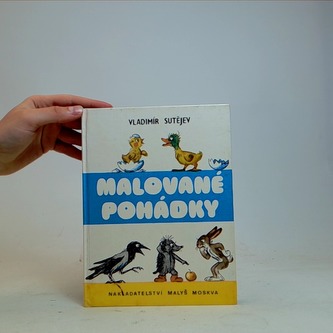 VLADIMÍR SUTĚJEV
MALOVANÉ
POHÁDKY
NAKLADATELSTVÍ MALYŠ MOSKVA